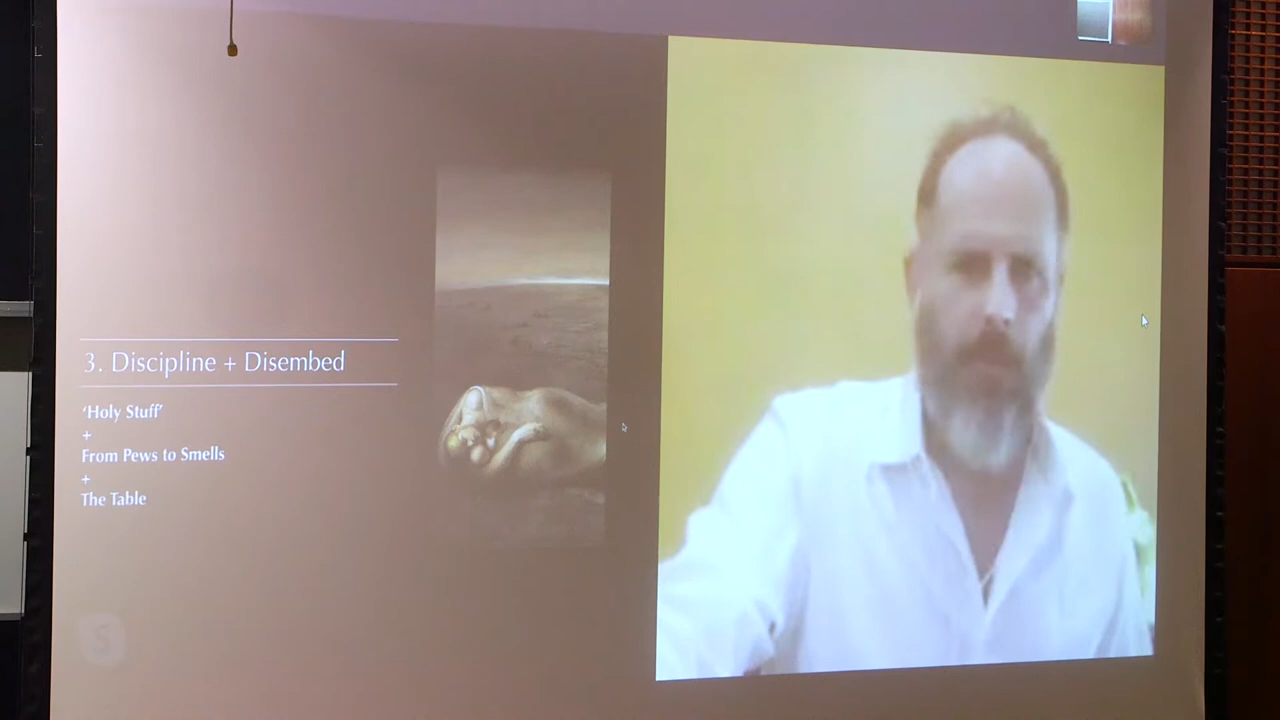 3. Discipline + Disembed
‘Holy Stuff’
+
From Pews to Smells
+
The Table
S